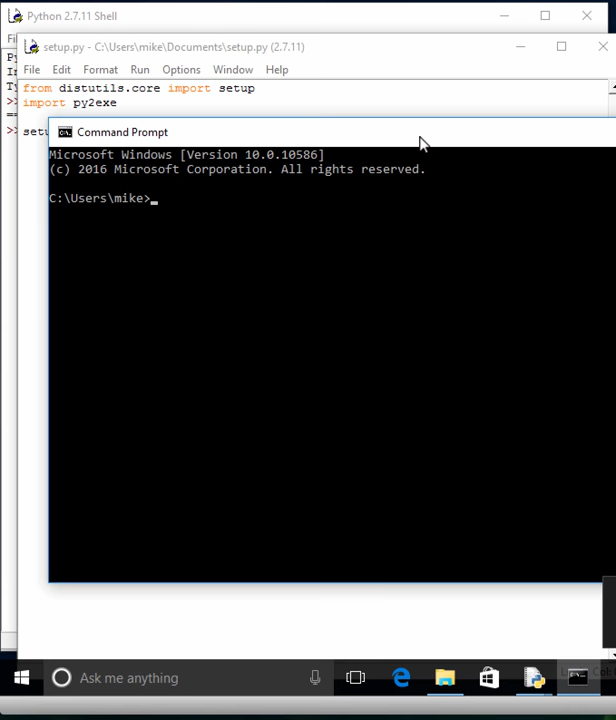 Python 2.7.11 Shell
setup.py - C:\Users\mike\Documents\setup.py (2.7.11)
File Edit Format Run Options Window Help
from distutils.core import setup
import py2exe
>>
==
>>
Command Prompt
Microsoft Windows [Version 10.0.10586]
(c) 2016 Microsoft Corporation. All rights reserved.
C:\Users\mike>
Ask me anything